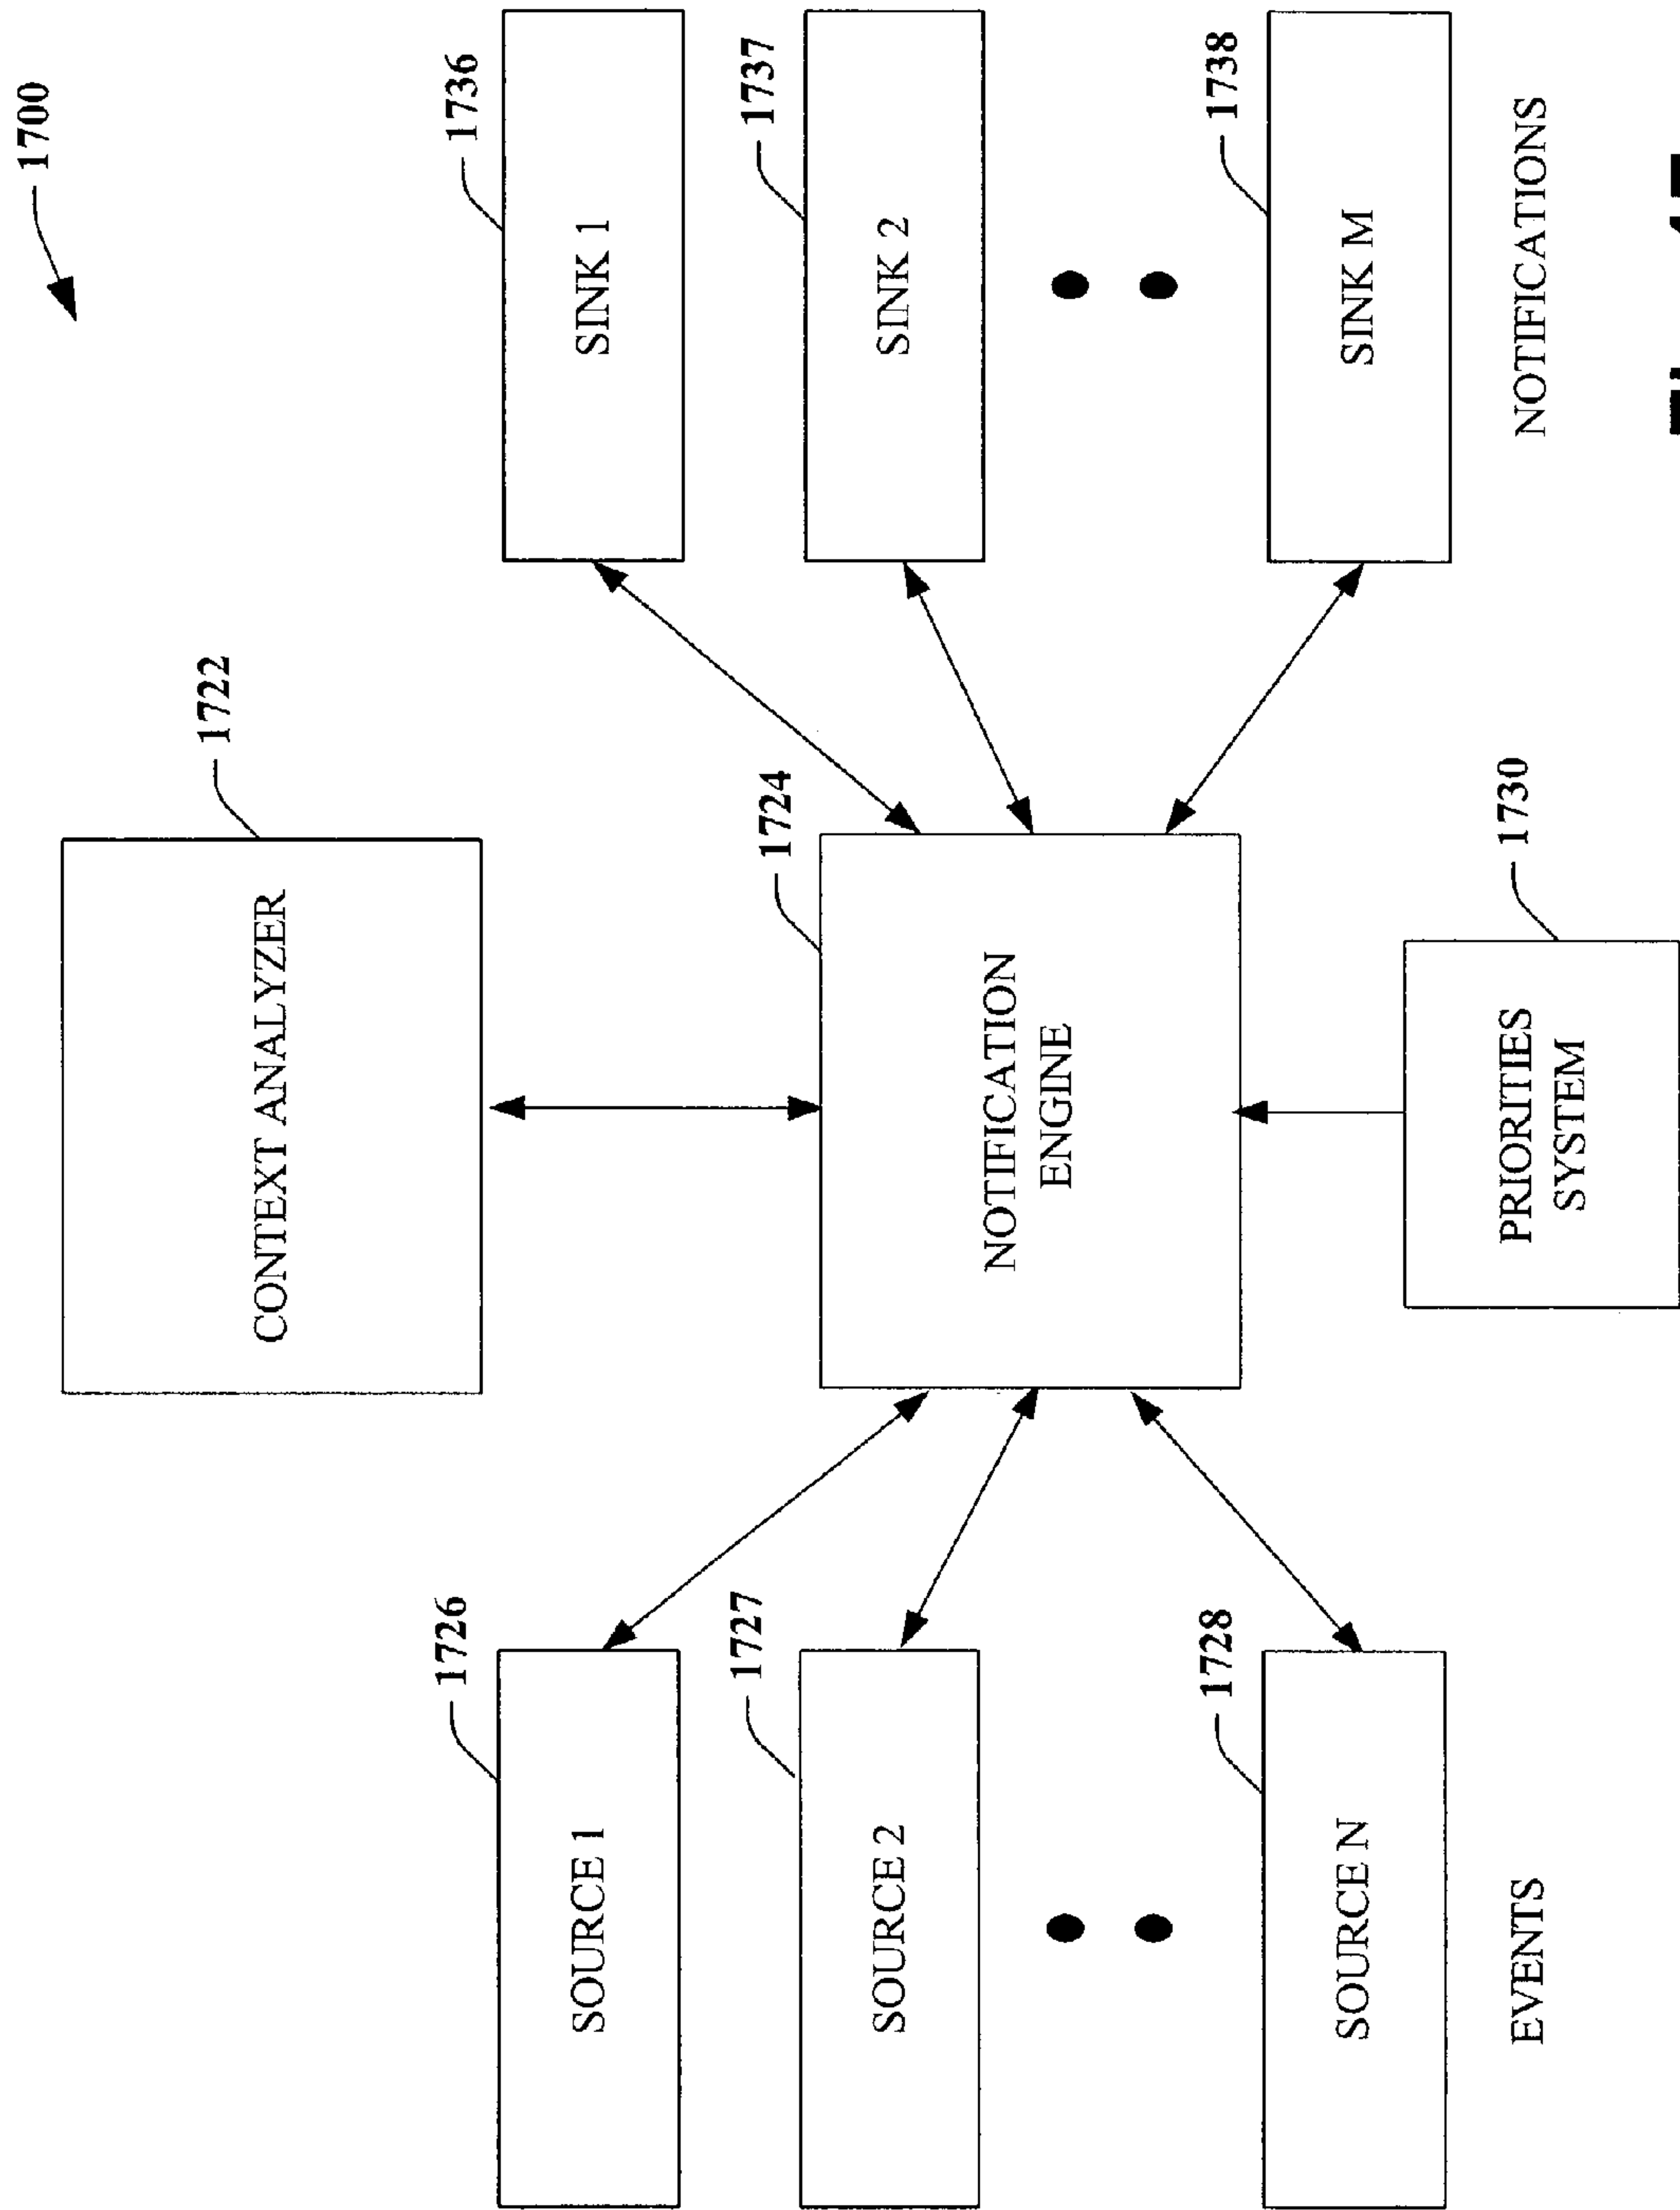 1700
1722
CONTEXT ANALYZER
1726
SOURCE 1
1724
1736
SINK 1
1727
SOURCE 2
NOTIFICATION
ENGINE
1737
SINK 2
1728
SOURCE N
1738
SINK M
1730
PRIORITIES
SYSTEM
EVENTS
NOTIFICATIONS